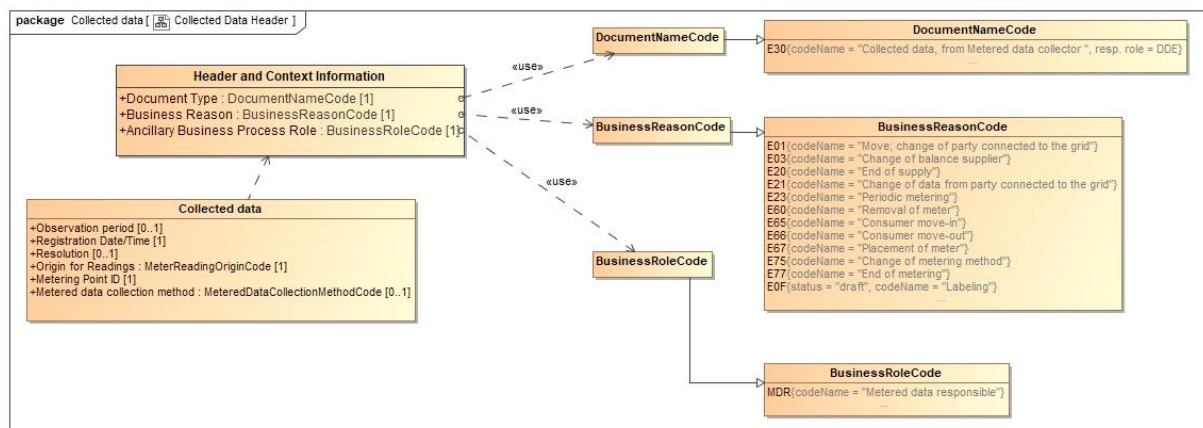 package Collected data [ Collected Data Header ]
DocumentNameCode
DocumentNameCode
E30{codeName = "Collected data, from Metered data collector ", resp. role = DDE}
...
«use»
Header and Context Information
+Document Type : DocumentNameCode [1]
+Business Reason : BusinessReasonCode [1]
+Ancillary Business Process Role : BusinessRoleCode [1]
«use»
BusinessReasonCode
BusinessReasonCode
E01{codeName = "Move; change of party connected to the grid"}
E03{codeName = "Change of balance supplier"}
E20{codeName = "End of supply"}
E21{codeName = "Change of data from party connected to the grid"}
E23{codeName = "Periodic metering"}
E60{codeName = "Removal of meter"}
E65{codeName = "Consumer move-in"}
E66{codeName = "Consumer move-out"}
E67{codeName = "Placement of meter"}
E75{codeName = "Change of metering method"}
E77{codeName = "End of metering"}
E0F{status = "draft", codeName = "Labeling"}
...
«use»
Collected data
+Observation period [0..1]
+Registration Date/Time [1]
+Resolution [0..1]
+Origin for Readings : MeterReadingOriginCode [1]
+Metering Point ID [1]
+Metered data collection method : MeteredDataCollectionMethodCode [0..1]
BusinessRoleCode
BusinessRoleCode
MDR{codeName = "Metered data responsible"}
...